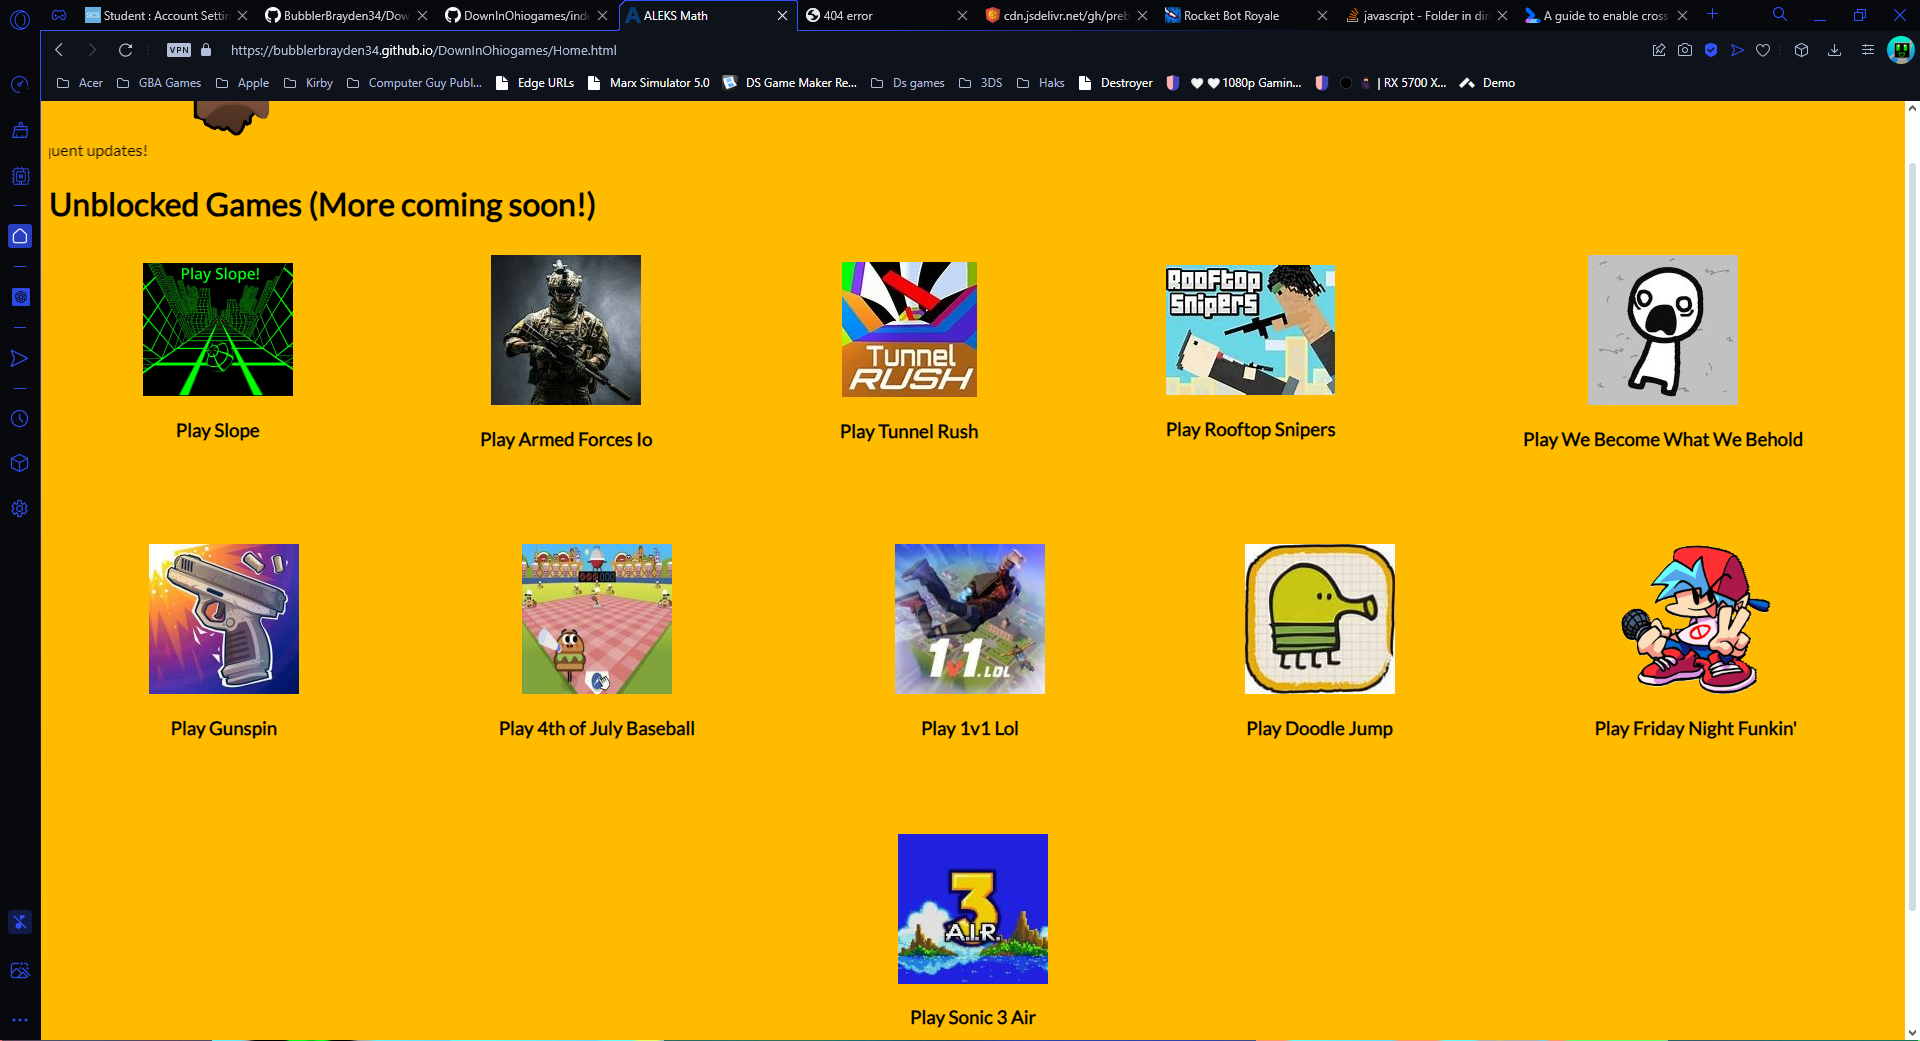 Student : Account Settin
BubblerBrayden34/Dow
DownInOhiogames/inde
ALEKS Math
404 error
cdn.jsdelivr.net/gh/preb
Rocket Bot Royale
javascript - Folder in dir
A guide to enable cross
VPN
https://bubblerbrayden34.github.io/DownInOhiogames/Home.html
Acer
GBA Games
Apple
Kirby
Computer Guy Publ...
Edge URLs
Marx Simulator 5.0
DS Game Maker Re...
Ds games
3DS
Haks
Destroyer
1080p Gamin...
| RX 5700 X...
Demo
quent updates!
Unblocked Games (More coming soon!)
Play Slope!
Tunnel
RUSH
Rooftop
Snipers
Play Slope
Play Armed Forces Io
Play Tunnel Rush
Play Rooftop Snipers
Play We Become What We Behold
1v1.LOL
Play Gunspin
Play 4th of July Baseball
Play 1v1 Lol
Play Doodle Jump
Play Friday Night Funkin'
3
A.I.R.
Play Sonic 3 Air